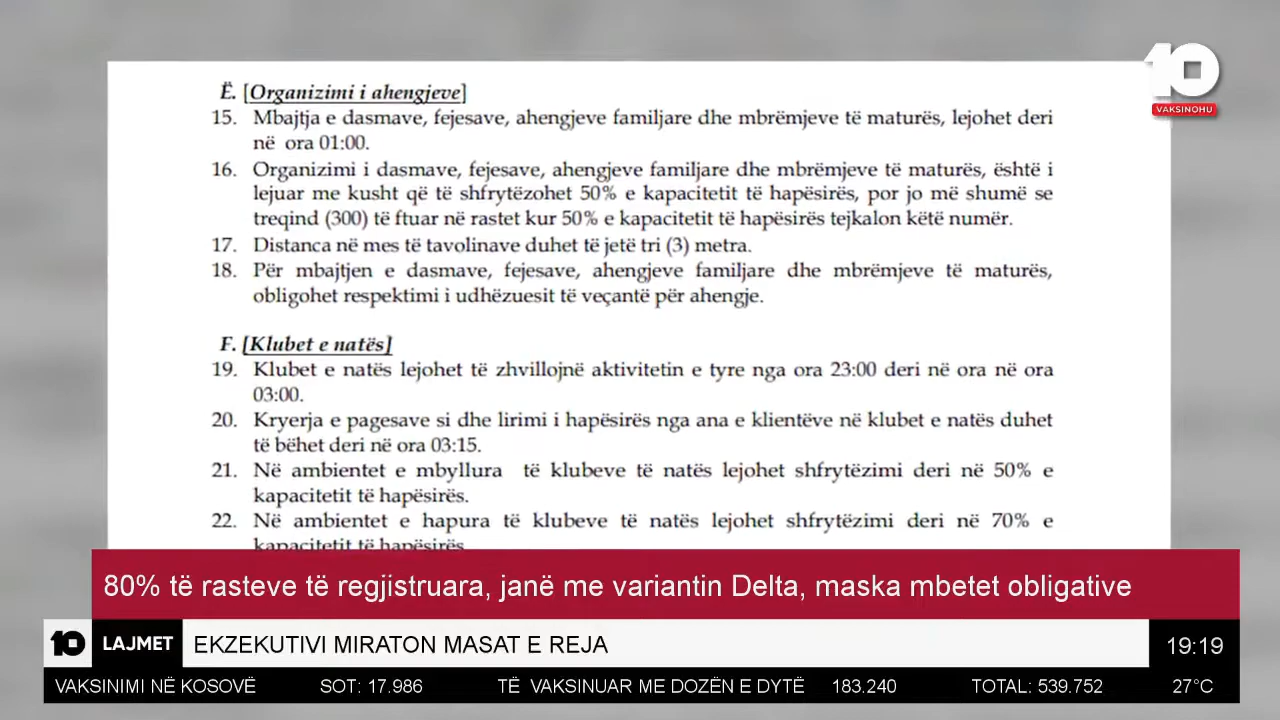 10
VAKSINOHU
Ë. [Organizimi i ahengjeve]
15. Mbajtja e dasmave, fejesave, ahengjeve familjare dhe mbrëmjeve të maturës, lejohet deri
në ora 01:00.
16. Organizimi i dasmave, fejesave, ahengjeve familjare dhe mbrëmjeve të maturës, është i
lejuar me kusht që të shfrytëzohet 50% e kapacitetit të hapësirës, por jo më shumë se
treqind (300) të ftuar në rastet kur 50% e kapacitetit të hapësirës tejkalon këtë numër.
17. Distanca në mes të tavolinave duhet të jetë tri (3) metra.
18. Për mbajtjen e dasmave, fejesave, ahengjeve familjare dhe mbrëmjeve të maturës,
obligohet respektimi i udhëzuesit të veçantë për ahengje.
F. [Klubet e natës]
19. Klubet e natës lejohet të zhvillojnë aktivitetin e tyre nga ora 23:00 deri në ora në ora
03:00.
20. Kryerja e pagesave si dhe lirimi i hapësirës nga ana e klientëve në klubet e natës duhet
të bëhet deri në ora 03:15.
21. Në ambientet e mbyllura të klubeve të natës lejohet shfrytëzimi deri në 50% e
kapacitetit të hapësirës.
22. Në ambientet e hapura të klubeve të natës lejohet shfrytëzimi deri në 70% e
kapacitetit të hapësirës
80% të rasteve të regjistruara, janë me variantin Delta, maska mbetet obligative
10 LAJMET EKZEKUTIVI MIRATON MASAT E REJA 19:19
VAKSINIMI NË KOSOVË SOT: 17.986 TË VAKSINUAR ME DOZËN E DYTË 183.240 TOTAL: 539.752 27°C